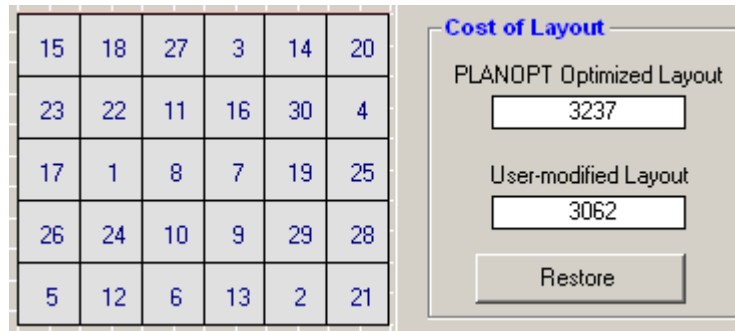 15 18 27 3 14 20
23 22 11 16 30 4
17 1 8 7 19 25
26 24 10 9 29 28
5 12 6 13 2 21
Cost of Layout
PLANOPT Optimized Layout
3237
User-modified Layout
3062
Restore